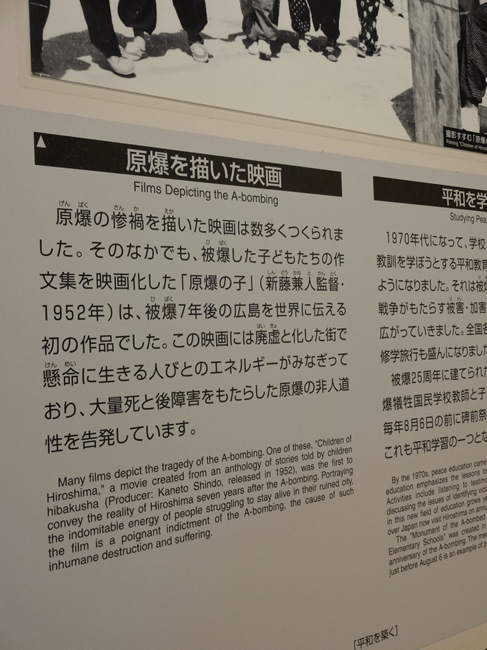 撮影すすむ「原爆
Filming "Children of Hiros
原爆を描いた映画
Films Depicting the A-bombing
原爆の惨禍を描いた映画は数多くつくられま
した。そのなかでも、被爆した子どもたちの作
文集を映画化した「原爆の子」(新藤兼人監督・
1952年)は、被爆7年後の広島を世界に伝える
初の作品でした。この映画には廃虚と化した街で
懸命に生きる人びとのエネルギーがみなぎって
おり、大量死と後障害をもたらした原爆の非人道
性を告発しています。
Many films depict the tragedy of the A-bombing. One of these, "Children of
Hiroshima," a movie created from an anthology of stories told by children
hibakusha (Producer: Kaneto Shindo, released in 1952), was the first to
convey the reality of Hiroshima seven years after the A-bombing. Portraying
the indomitable energy of people struggling to stay alive in their ruined city,
the film is a poignant indictment of the A-bombing, the cause of such
inhumane destruction and suffering.
平和を学
Studying Pea
1970年代になって、学校
教訓を学ぼうとする平和教育
ようになりました。それは被爆
戦争がもたらす被害・加害
広がっていきました。全国各
修学旅行も盛んになりました
被爆25周年に建てられた
爆犠牲国民学校教師と子
毎年8月6日の前に碑前祭
これも平和学習の一つとな
By the 1970s, peace education came
education emphasizes the lessons to
Activities include listening to testimo
discussing the issues of identifying victi
in this new field of education grows ye
over Japan now visit Hiroshima on annu
The "Monument of the A-bombed
Elementary Schools" was created in
anniversary of the A-bombing. The mem
just before August 6 is an example of p
[平和を築く]